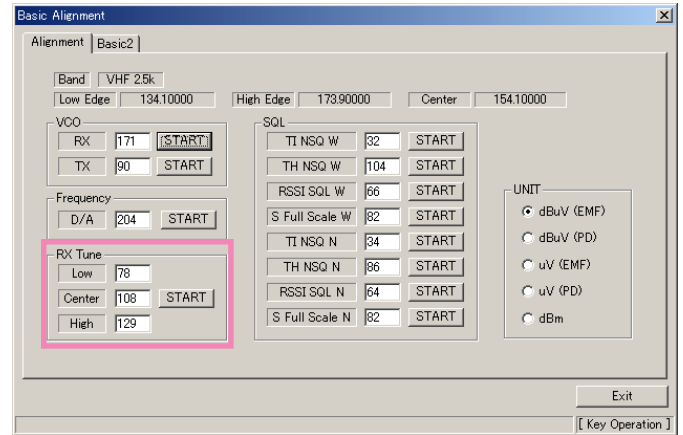 Basic Alignment
Alignment Basic2
Band VHF 2.5k
Low Edge 134.10000 High Edge 173.90000 Center 154.10000
VCO
RX 171 START
TX 90 START
Frequency
D/A 204 START
RX Tune
Low 78
Center 108 START
High 129
SQL
TI NSQ W 32 START
TH NSQ W 104 START
RSSI SQL W 66 START
S Full Scale W 82 START
TI NSQ N 34 START
TH NSQ N 86 START
RSSI SQL N 64 START
S Full Scale N 82 START
UNIT
dBuV (EMF)
dBuV (PD)
uV (EMF)
uV (PD)
dBm
Exit
[ Key Operation ]